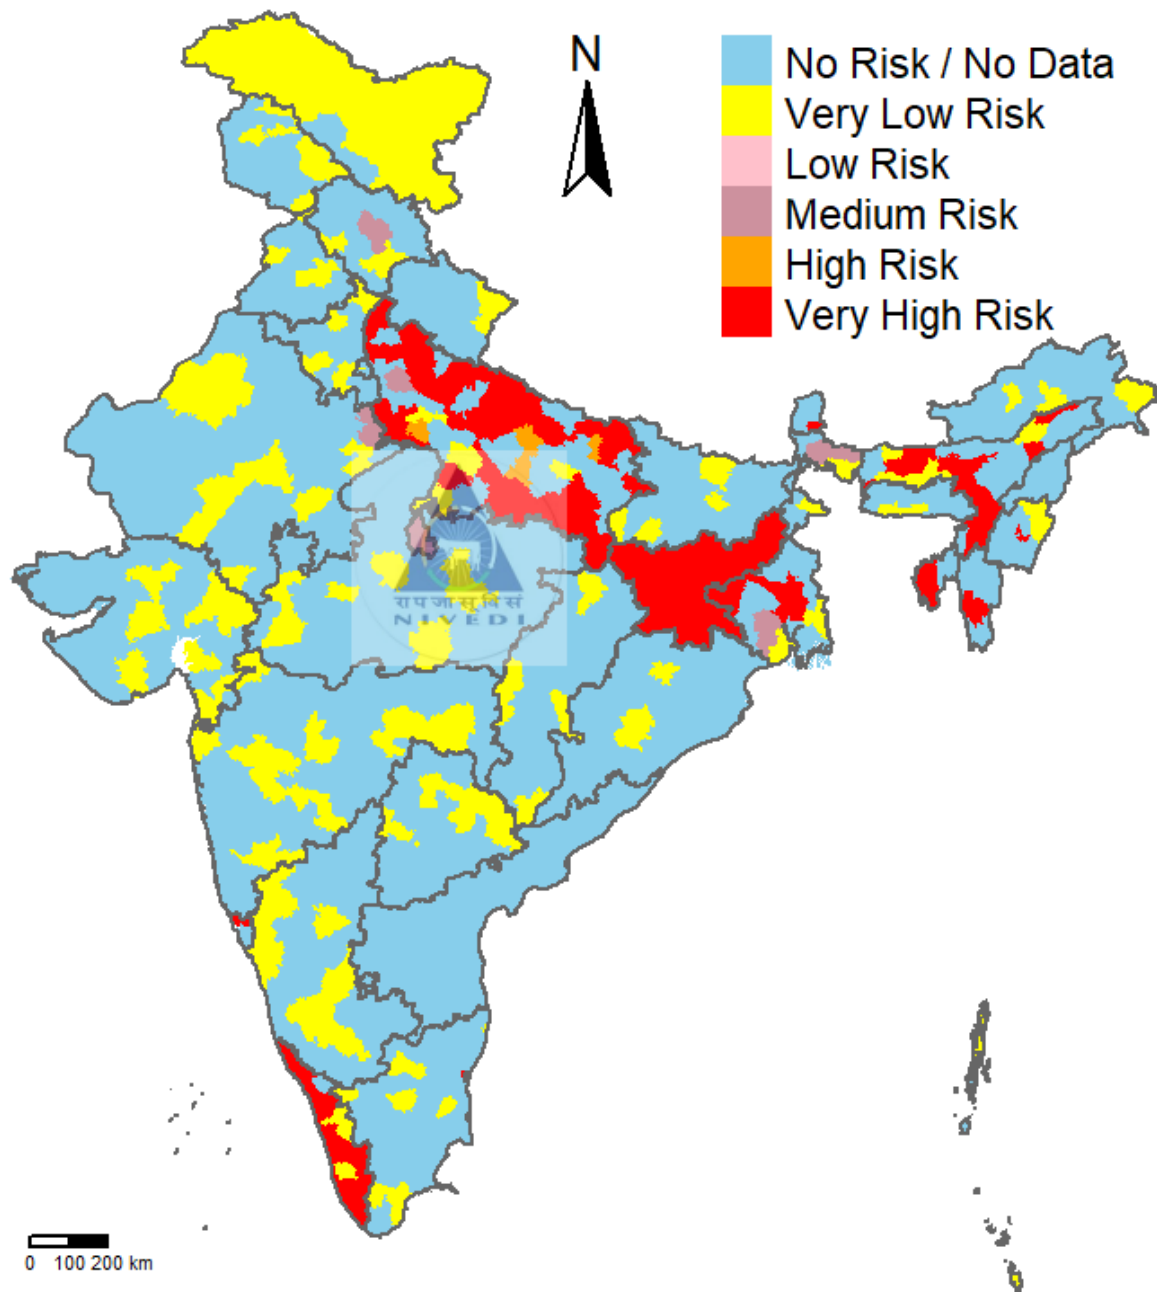 N
No Risk / No Data
Very Low Risk
Low Risk
Medium Risk
High Risk
Very High Risk
रा प जा सू वि सं
NIVEDI
0 100 200 km